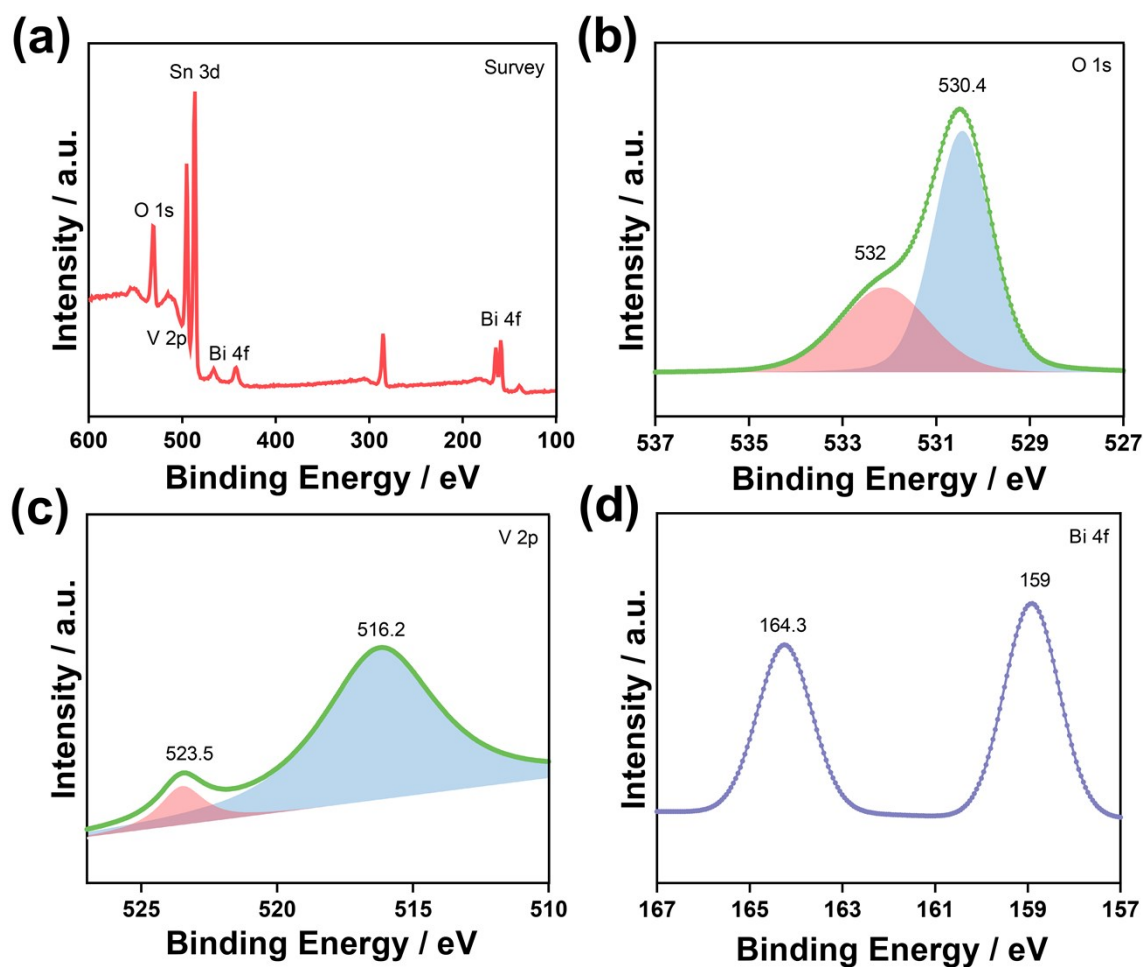 (a)
Survey
Sn 3d
O 1s
V 2p
Bi 4f
Bi 4f
Intensity / a.u.
600 500 400 300 200 100
Binding Energy / eV
(b)
O 1s
530.4
532
Intensity / a.u.
537 535 533 531 529 527
Binding Energy / eV
(c)
V 2p
516.2
523.5
Intensity / a.u.
525 520 515 510
Binding Energy / eV
(d)
Bi 4f
159
164.3
Intensity / a.u.
167 165 163 161 159 157
Binding Energy / eV